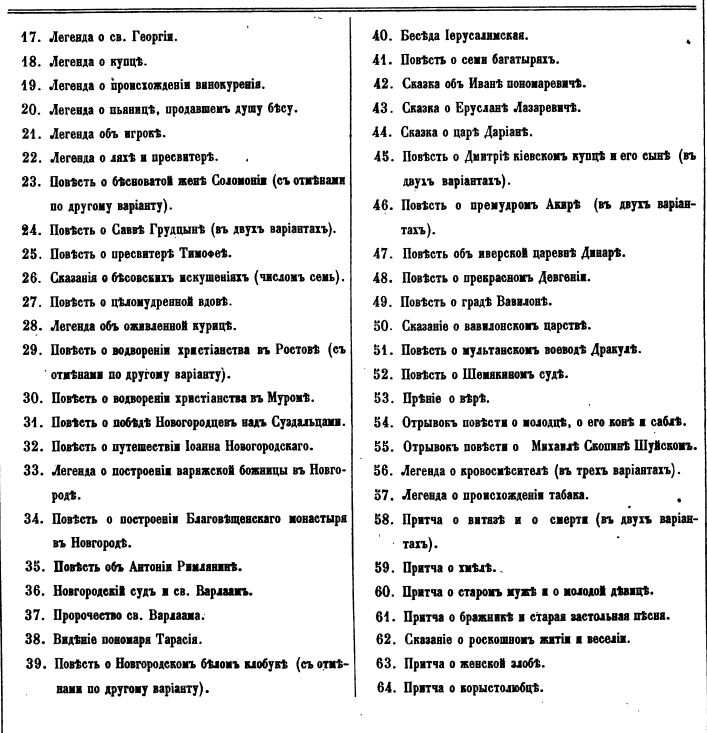 17. Легенда о св. Георгіи.
18. Легенда о купцѣ.
19. Легенда о происхожденіи винокуренія.
20. Легенда о пьяницѣ, продавшемъ душу бѣсу.
21. Легенда объ игрокѣ.
22. Легенда о ляхѣ и пресвитерѣ.
23. Повѣсть о бѣсноватой женѣ Соломоніи (съ отмѣнами
по другому варіанту).
24. Повѣсть о Саввѣ Грудцынѣ (въ двухъ варіантахъ).
25. Повѣсть о пресвитерѣ Тимофеѣ.
26. Сказанія о бѣсовскихъ искушеніяхъ (числомъ семь).
27. Повѣсть о цѣломудренной вдовѣ.
28. Легенда объ оживленной курицѣ.
29. Повѣсть о водвореніи христіанства въ Ростовѣ (съ
отмѣнами по другому варіанту).
30. Повѣсть о водвореніи христіанства въ Муромѣ.
31. Повѣсть о побѣдѣ Новогородцевъ надъ Суздальцами.
32. Повѣсть о путешествіи Іоанна Новогородскаго.
33. Легенда о построеніи варяжской божницы въ Новго-
родѣ.
34. Повѣсть о построеніи Благовѣщенскаго монастыря
въ Новгородѣ.
35. Повѣсть объ Антоніи Римлянинѣ.
36. Новгородскій судъ и св. Варлаамъ.
37. Пророчество св. Варлаама.
38. Видѣніе пономаря Тарасія.
39. Повѣсть о Новгородскомъ бѣломъ клобукѣ (съ отмѣ-
нами по другому варіанту).
40. Бесѣда Іерусалимская.
41. Повѣсть о семи багатыряхъ.
42. Сказка объ Иванѣ пономаревичѣ.
43. Сказка о Ерусланѣ Лазаревичѣ.
44. Сказка о царѣ Даріанѣ.
45. Повѣсть о Дмитріѣ кіевскомъ купцѣ и его сынѣ (въ
двухъ варіантахъ).
46. Повѣсть о премудромъ Акирѣ (въ двухъ варіан-
тахъ).
47. Повѣсть объ иверской царевнѣ Динарѣ.
48. Повѣсть о прекрасномъ Девгеніи.
49. Повѣсть о градѣ Вавилонѣ.
50. Сказаніе о вавилонскомъ царствѣ.
51. Повѣсть о мультанскомъ воеводѣ Дракулѣ.
52. Повѣсть о Шемякиномъ судѣ.
53. Прѣніе о вѣрѣ.
54. Отрывокъ повѣсти о молодцѣ, о его конѣ и саблѣ.
55. Отрывокъ повѣсти о Михаилѣ Скопинѣ Шуйскомъ.
56. Легенда о кровосмѣсителѣ (въ трехъ варіантахъ).
57. Легенда о происхожденіи табака.
58. Притча о витязѣ и о смерти (въ двухъ варіан-
тахъ).
59. Притча о хмѣлѣ.
60. Притча о старомъ мужѣ и о молодой дѣвицѣ.
61. Притча о бражникѣ и старая застольная пѣсня.
62. Сказаніе о роскошномъ житіи и веселіи.
63. Притча о женской злобѣ.
64. Притча о корыстолюбцѣ.